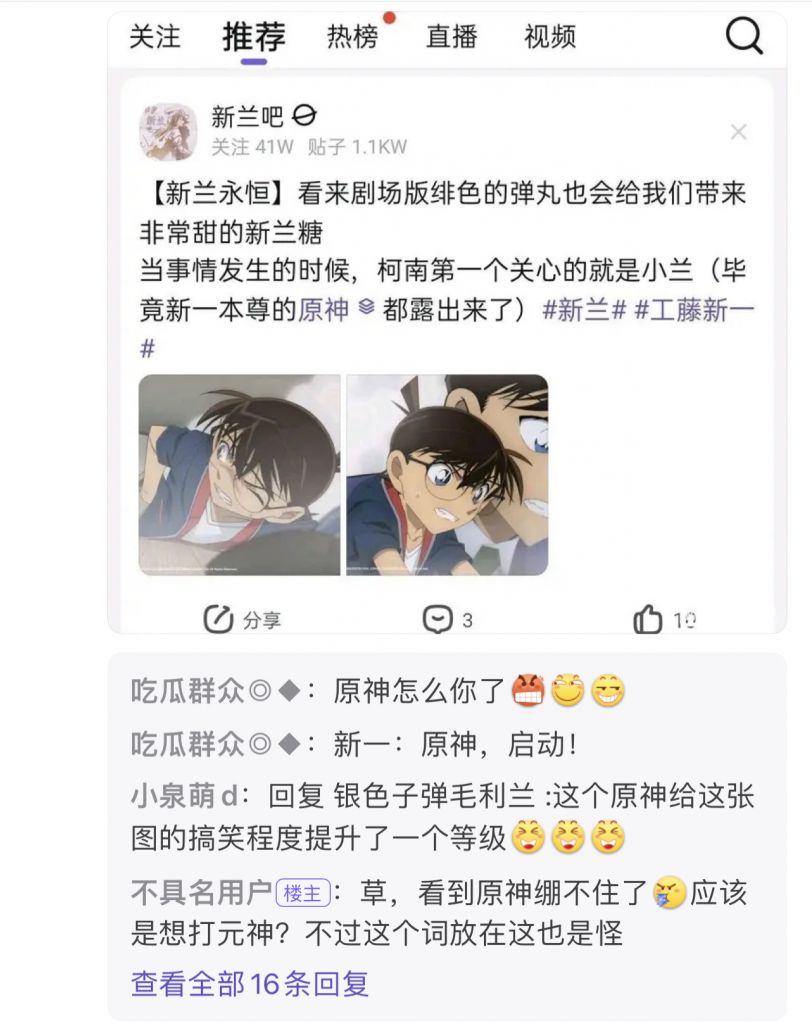 关注 推荐 热榜 直播 视频
新兰吧
关注 41W 贴子 1.1KW
【新兰永恒】看来剧场版绯色的弹丸也会给我们带来
非常甜的新兰糖
当事情发生的时候，柯南第一个关心的就是小兰（毕
竟新一本尊的原神 都露出来了）#新兰# #工藤新一
#
分享 3 10
吃瓜群众◎◆：原神怎么你了
吃瓜群众◎◆：新一：原神，启动！
小泉萌d：回复 银色子弹毛利兰 :这个原神给这张
图的搞笑程度提升了一个等级
不具名用户 楼主：草，看到原神绷不住了 应该
是想打元神？不过这个词放在这也是怪
查看全部16条回复